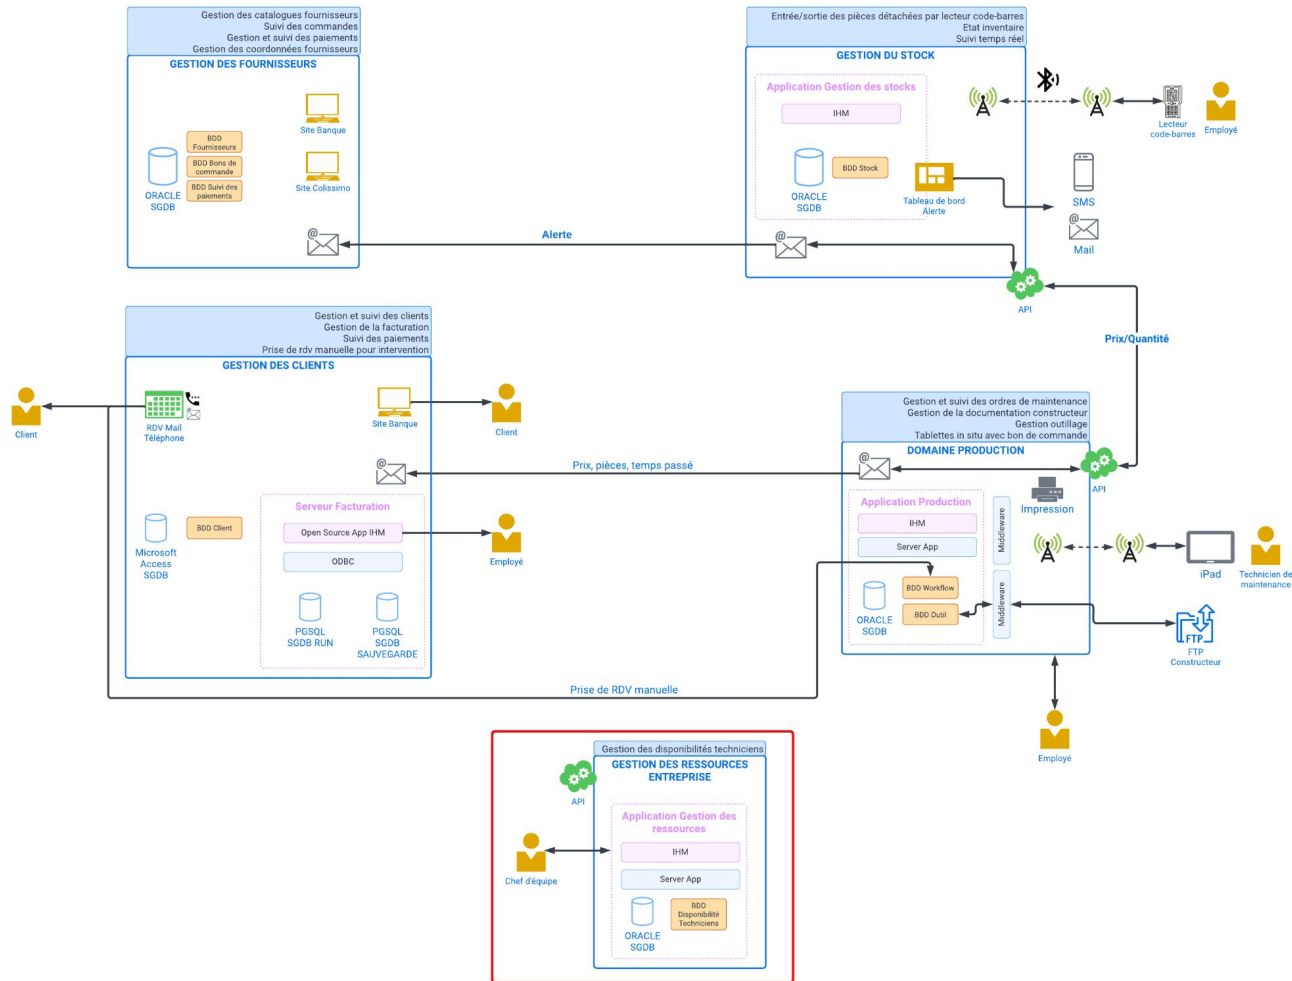 Gestion des catalogues fournisseurs
Suivi des commandes
Gestion et suivi des paiements
Gestion des coordonnées fournisseurs
GESTION DES FOURNISSEURS
Site Banque
BDD
Fournisseurs
BDD Bons de
commande
BDD Suivi des
paiements
ORACLE
SGDB
Site Colissimo
@
Alerte
Entrée/sortie des pièces détachées par lecteur code-barres
Etat inventaire
Suivi temps réel
GESTION DU STOCK
Application Gestion des stocks
IHM
BDD Stock
ORACLE
SGDB
Tableau de bord
Alerte
@
Lecteur
code-barres
Employé
SMS
@
Mail
API
Prix/Quantité
Gestion et suivi des clients
Gestion de la facturation
Suivi des paiements
Prise de rdv manuelle pour intervention
GESTION DES CLIENTS
Client
RDV Mail
Téléphone
Site Banque
Client
@
Prix, pièces, temps passé
Serveur Facturation
Open Source App IHM
ODBC
BDD Client
Microsoft
Access
SGDB
PGSQL
SGDB RUN
PGSQL
SGDB
SAUVEGARDE
Employé
Prise de RDV manuelle
Gestion et suivi des ordres de maintenance
Gestion de la documentation constructeur
Gestion outillage
Tablettes in situ avec bon de commande
DOMAINE PRODUCTION
@
API
Impression
Application Production
IHM
Server App
Middleware
BDD Workflow
BDD Outil
ORACLE
SGDB
Middleware
iPad
Technicien de
maintenance
FTP
FTP
Constructeur
Employé
Gestion des disponibilités techniciens
GESTION DES RESSOURCES
ENTREPRISE
API
Application Gestion des
ressources
IHM
Server App
Chef d'équipe
BDD
Disponibilité
Techniciens
ORACLE
SGDB